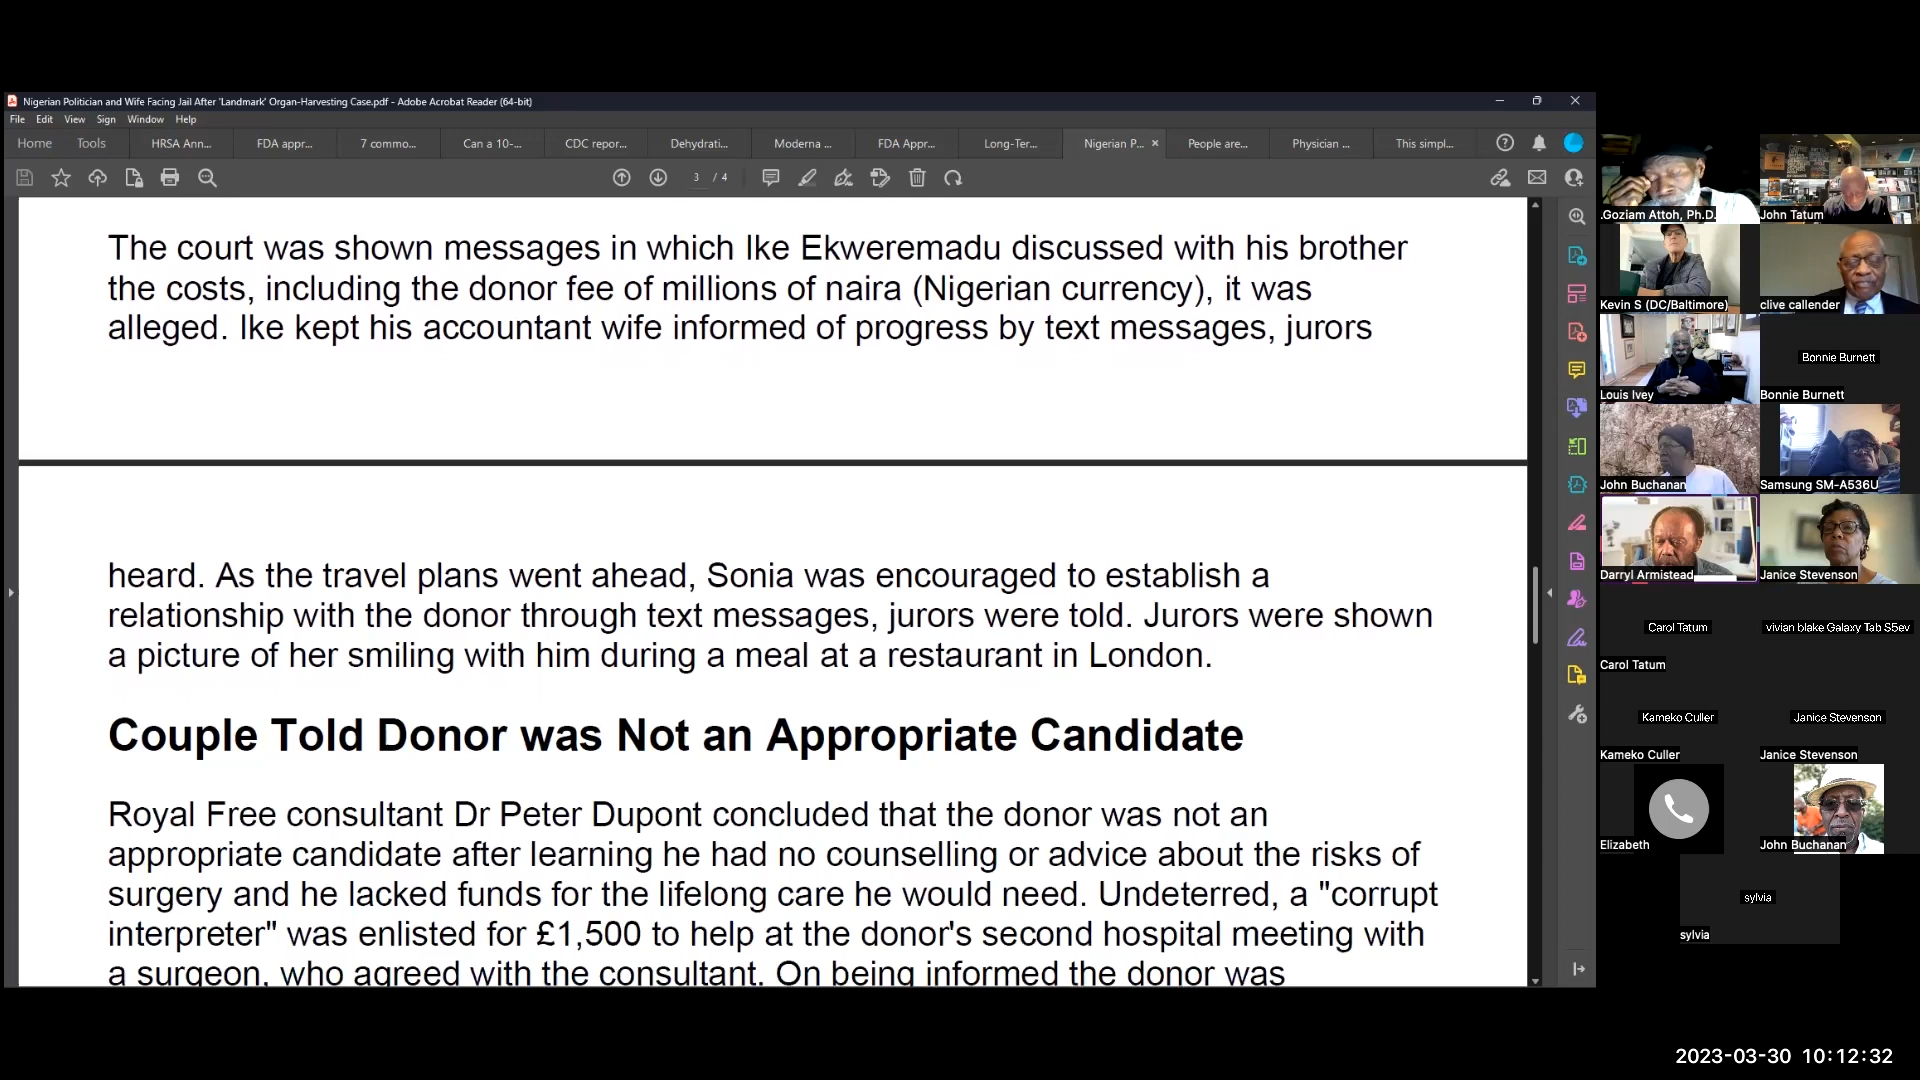 Nigerian Politician and Wife Facing Jail After 'Landmark' Organ-Harvesting Case.pdf - Adobe Acrobat Reader (64-bit)
File Edit View Sign Window Help
Home Tools HRSA Ann... FDA appr... 7 commo... Can a 10-... CDC repor... Dehydrati... Moderna ... FDA Appr... Long-Ter... Nigerian P... People are... Physician ... This simpl...
3 / 4
The court was shown messages in which Ike Ekweremadu discussed with his brother
the costs, including the donor fee of millions of naira (Nigerian currency), it was
alleged. Ike kept his accountant wife informed of progress by text messages, jurors
heard. As the travel plans went ahead, Sonia was encouraged to establish a
relationship with the donor through text messages, jurors were told. Jurors were shown
a picture of her smiling with him during a meal at a restaurant in London.
Couple Told Donor was Not an Appropriate Candidate
Royal Free consultant Dr Peter Dupont concluded that the donor was not an
appropriate candidate after learning he had no counselling or advice about the risks of
surgery and he lacked funds for the lifelong care he would need. Undeterred, a "corrupt
interpreter" was enlisted for £1,500 to help at the donor's second hospital meeting with
a surgeon, who agreed with the consultant. On being informed the donor was
.Goziam Attoh, Ph.D.
John Tatum
Kevin S (DC/Baltimore)
clive callender
Louis Ivey
Bonnie Burnett
Bonnie Burnett
John Buchanan
Samsung SM-A536U
Darryl Armistead
Janice Stevenson
Carol Tatum
Carol Tatum
vivian blake Galaxy Tab S5ev
Kameko Culler
Kameko Culler
Janice Stevenson
Janice Stevenson
Elizabeth
John Buchanan
sylvia
sylvia
2023-03-30 10:12:32